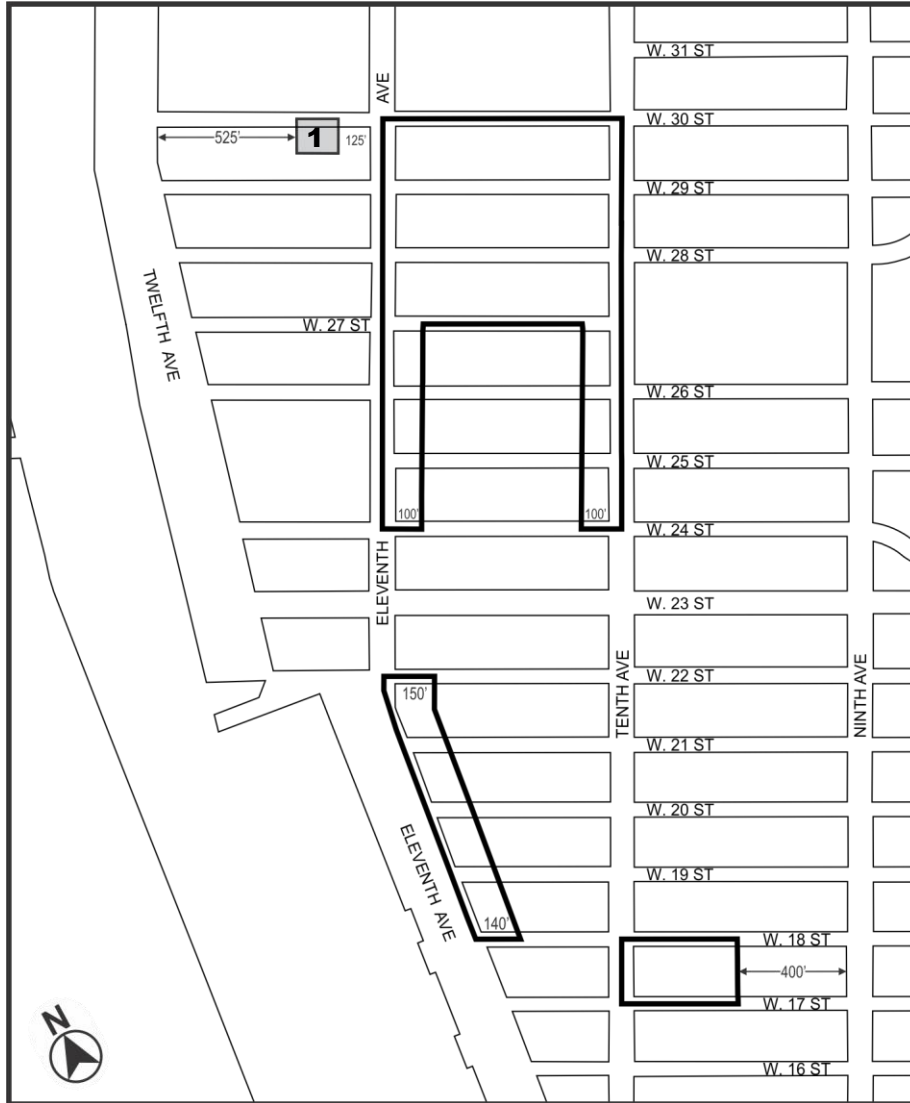 W. 31 ST
AVE
W. 30 ST
525'
1
125'
W. 29 ST
W. 28 ST
TWELFTH AVE
W. 27 ST
W. 26 ST
W. 25 ST
100'
100'
W. 24 ST
ELEVENTH
W. 23 ST
W. 22 ST
150'
TENTH AVE
NINTH AVE
W. 21 ST
W. 20 ST
ELEVENTH AVE
W. 19 ST
140'
W. 18 ST
400'
W. 17 ST
N
W. 16 ST